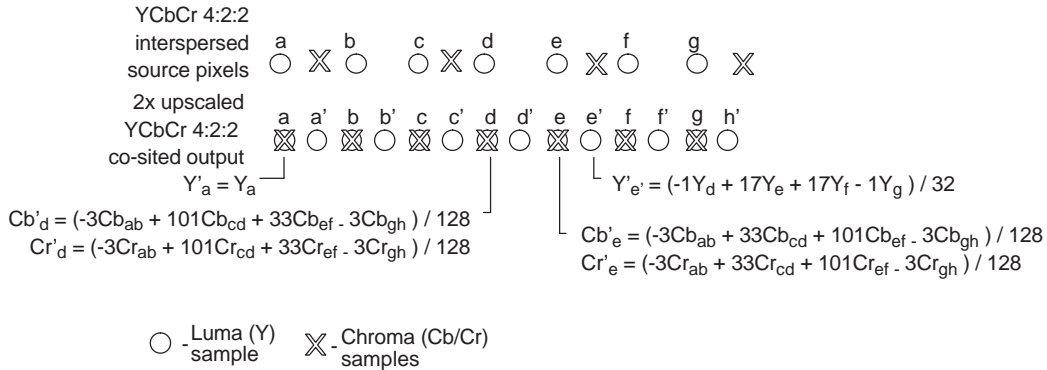 YCbCr 4:2:2
interspersed
source pixels
a b c d e f g
2x upscaled
YCbCr 4:2:2
co-sited output
a a' b b' c c' d d' e e' f f' g h'
Y'a = Ya
Y'e' = (-1Yd + 17Ye + 17Yf - 1Yg ) / 32
Cb'd = (-3Cbab + 101Cbcd + 33Cbef - 3Cbgh ) / 128
Cr'd = (-3Crab + 101Crcd + 33Cref - 3Crgh ) / 128
Cb'e = (-3Cbab + 33Cbcd + 101Cbef - 3Cbgh ) / 128
Cr'e = (-3Crab + 33Crcd + 101Cref - 3Crgh ) / 128
- Luma (Y)
sample
- Chroma (Cb/Cr)
samples